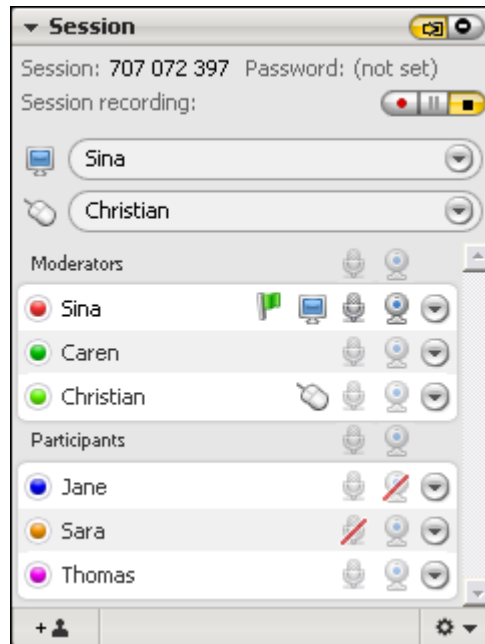 Session
Session: 707 072 397 Password: (not set)
Session recording:
Sina
Christian
Moderators
Sina
Caren
Christian
Participants
Jane
Sara
Thomas